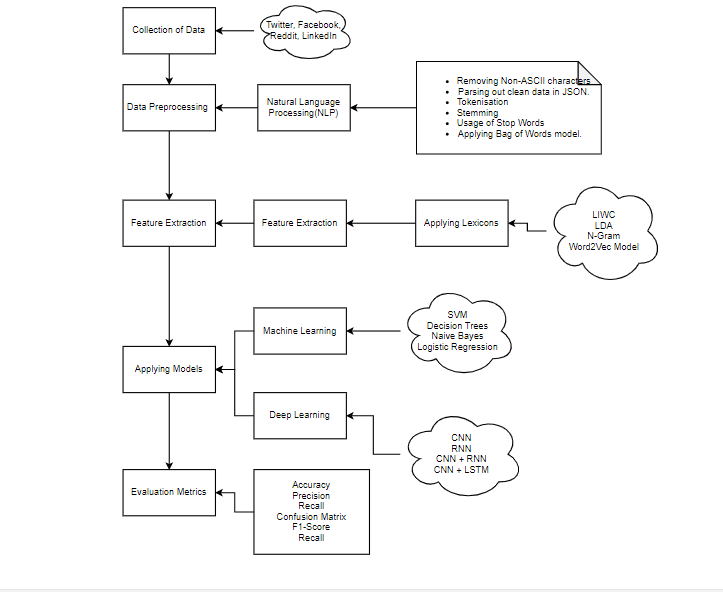 Collection of Data
Twitter, Facebook,
Reddit, LinkedIn
Data Preprocessing
Natural Language
Processing(NLP)
• Removing Non-ASCII characters
• Parsing out clean data in JSON.
• Tokenisation
• Stemming
• Usage of Stop Words
• Applying Bag of Words model.
Feature Extraction
Feature Extraction
Applying Lexicons
LIWC
LDA
N-Gram
Word2Vec Model
Machine Learning
SVM
Decision Trees
Naive Bayes
Logistic Regression
Applying Models
Deep Learning
CNN
RNN
CNN + RNN
CNN + LSTM
Evaluation Metrics
Accuracy
Precision
Recall
Confusion Matrix
F1-Score
Recall